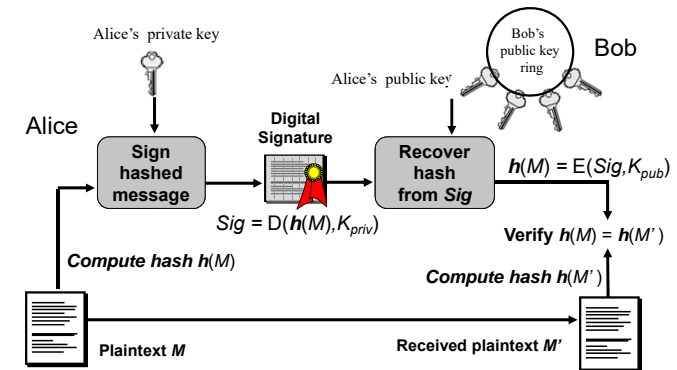 Alice's private key
Bob's
public key
ring
Bob
Alice's public key
Alice
Digital
Signature
Sign
hashed
message
Recover
hash
from Sig
h(M) = E(Sig,Kpub)
Sig = D(h(M),Kpriv)
Verify h(M) = h(M')
Compute hash h(M)
Compute hash h(M')
Plaintext M
Received plaintext M'